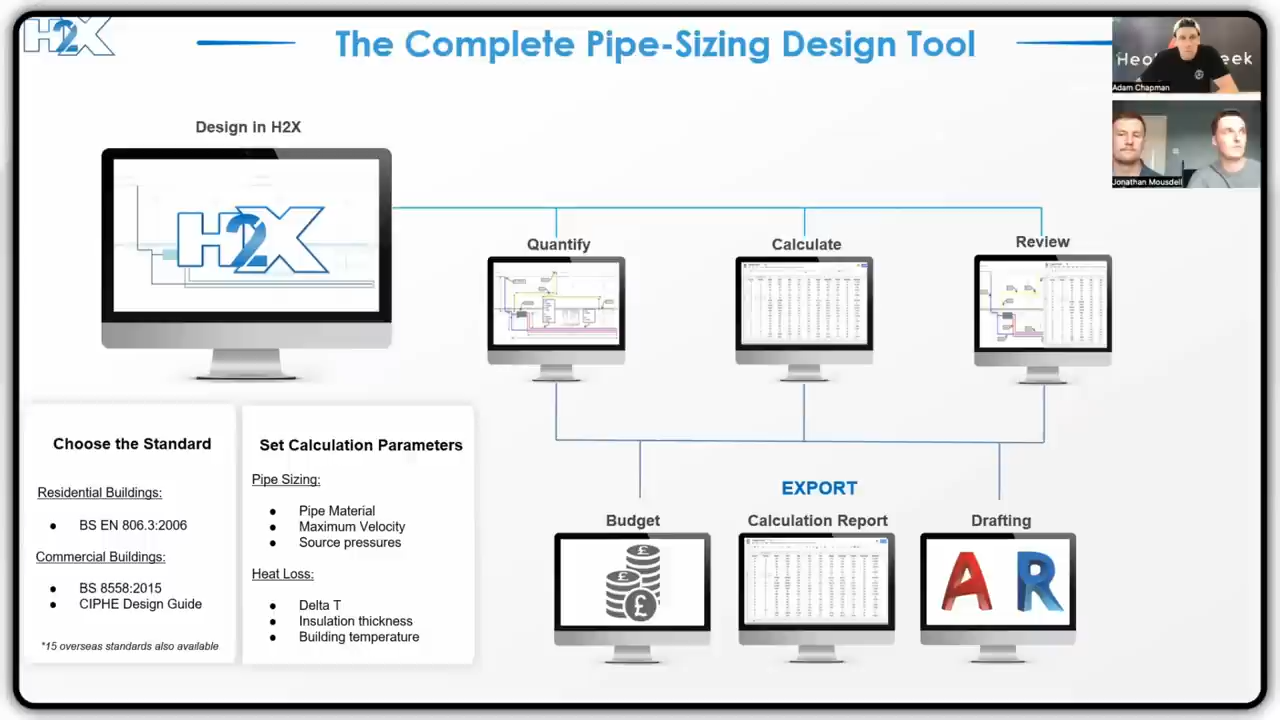 H2X
The Complete Pipe-Sizing Design Tool
Adam Chapman
Jonathan Mousdell
Design in H2X
H2X
Quantify
Calculate
Review
Choose the Standard
Residential Buildings:
● BS EN 806.3:2006
Commercial Buildings:
● BS 8558:2015
● CIPHE Design Guide
*15 overseas standards also available
Set Calculation Parameters
Pipe Sizing:
● Pipe Material
● Maximum Velocity
● Source pressures
Heat Loss:
● Delta T
● Insulation thickness
● Building temperature
EXPORT
Budget
Calculation Report
Drafting
£
£
£
A R